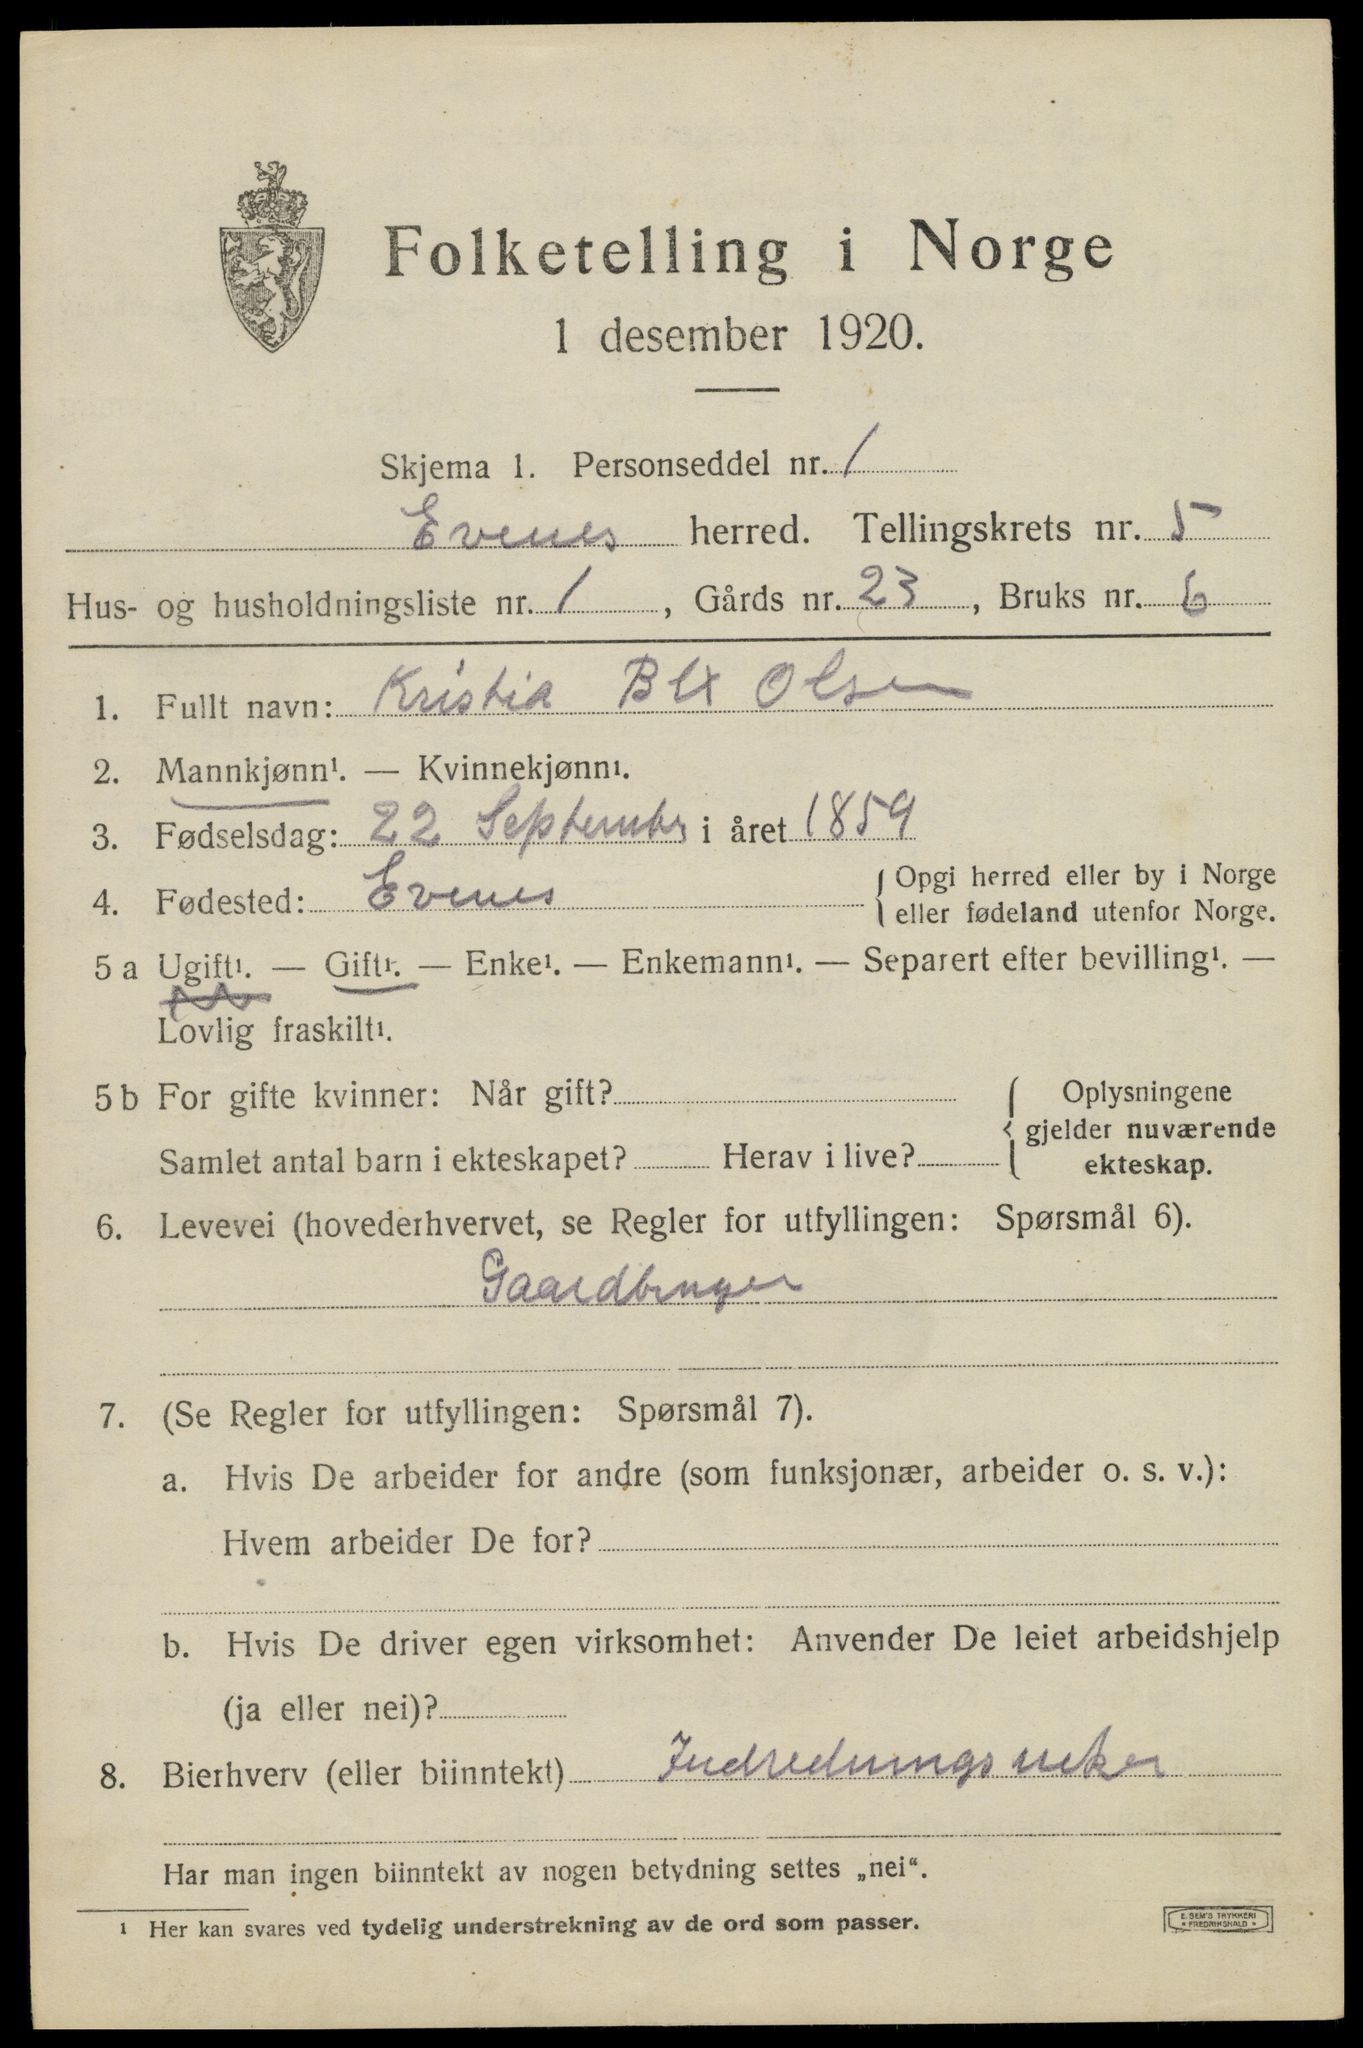 Folketelling i Norge
1 desember 1920.
Skjema 1. Personseddel nr. 1
Evenes herred. Tellingskrets nr. 5
Hus- og husholdningsliste nr. 1, Gårds nr. 23, Bruks nr. 6
1. Fullt navn: Kristia Blx Olsen
2. Mannkjønn¹. — Kvinnekjønn¹.
3. Fødselsdag: 22 September i året 1859
4. Fødested: Evenes { Opgi herred eller by i Norge
eller fødeland utenfor Norge.
5 a Ugift¹. — Gift¹. — Enke¹. — Enkemann¹. — Separert efter bevilling¹. —
Lovlig fraskilt¹.
5 b For gifte kvinner: Når gift? { Oplysningene
gjelder nuværende
Samlet antal barn i ekteskapet? Herav i live? ekteskap.
6. Levevei (hovederhvervet, se Regler for utfyllingen: Spørsmål 6).
Gaardbruger
7. (Se Regler for utfyllingen: Spørsmål 7).
a. Hvis De arbeider for andre (som funksjonær, arbeider o. s. v.):
Hvem arbeider De for?
b. Hvis De driver egen virksomhet: Anvender De leiet arbeidshjelp
(ja eller nei)?
8. Bierhverv (eller biinntekt)
Har man ingen biinntekt av nogen betydning settes „nei“.
¹ Her kan svares ved tydelig understrekning av de ord som passer.
E. SEM'S TRYKKERI
FREDRIKSHALD